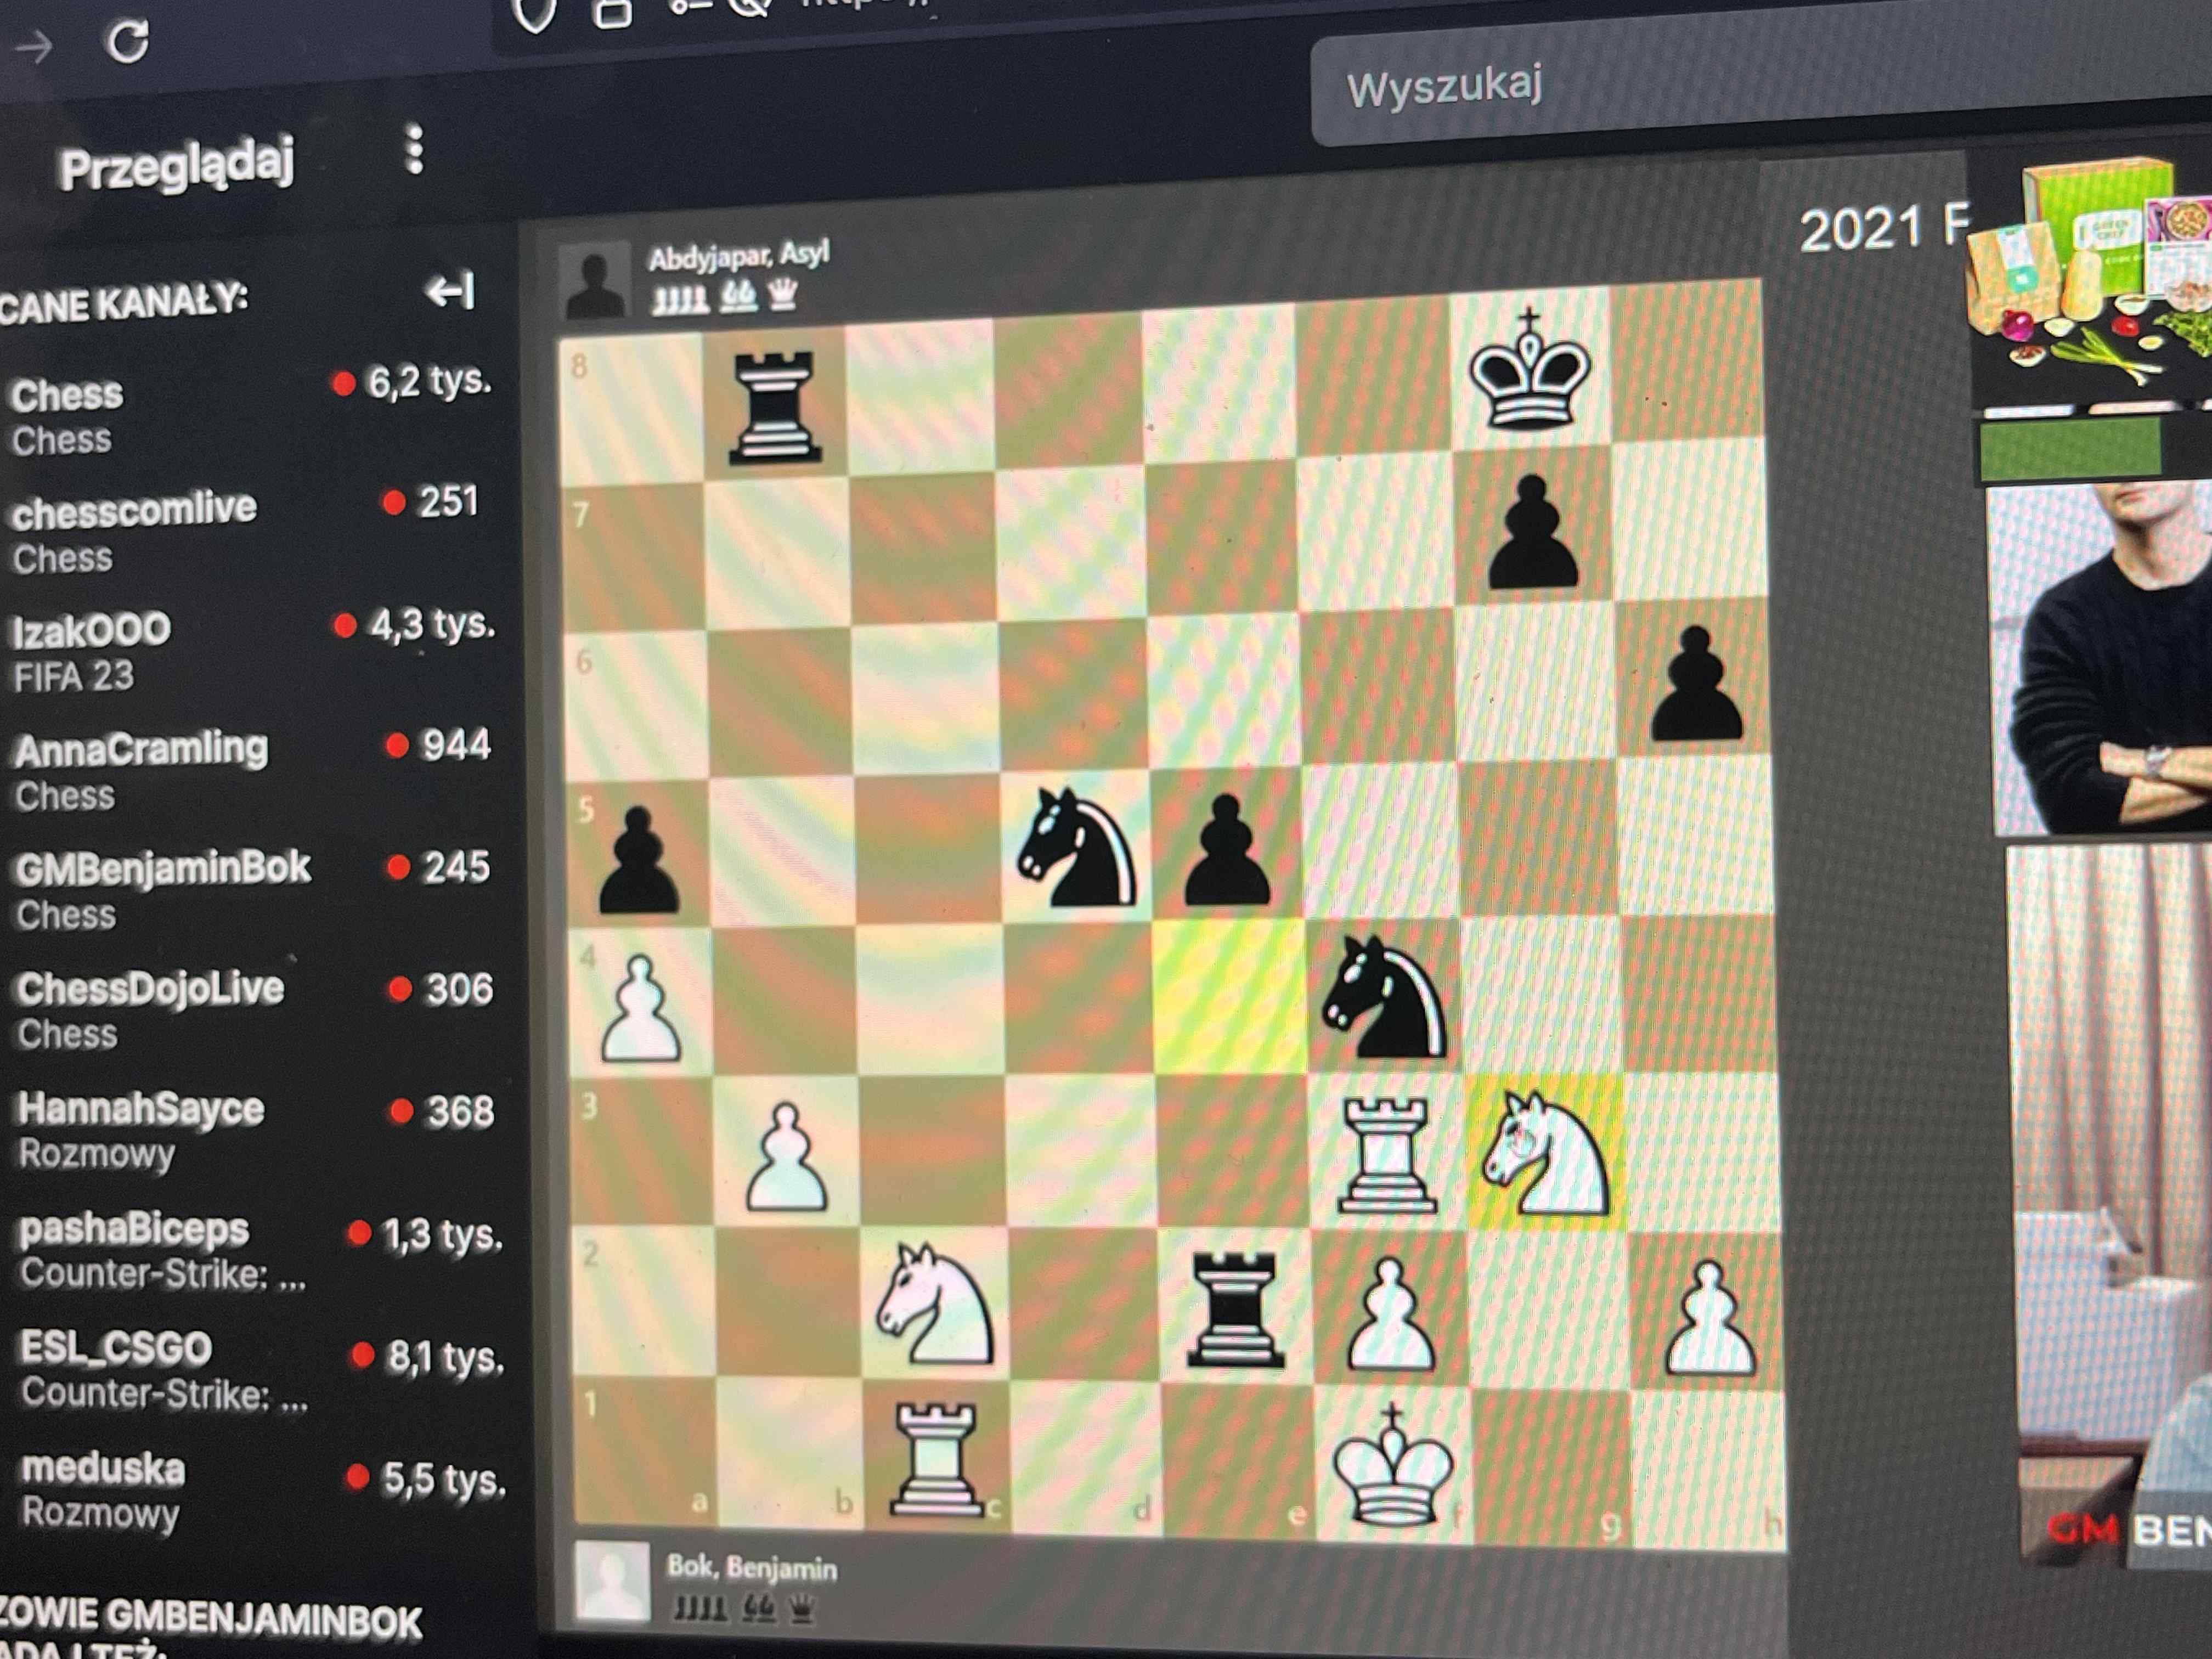 Wyszukaj
Przeglądaj
2021 F
CANE KANAŁY:
Chess 6,2 tys.
Chess
chesscomlive 251
Chess
IzakOOO 4,3 tys.
FIFA 23
AnnaCramling 944
Chess
GMBenjaminBok 245
Chess
ChessDojoLive 306
Chess
HannahSayce 368
Rozmowy
pashaBiceps 1,3 tys.
Counter-Strike: ...
ESL_CSGO 8,1 tys.
Counter-Strike: ...
meduska 5,5 tys.
Rozmowy
ZOWIE GMBENJAMINBOK
Abdyjapar, Asyl
8
7
6
5
4
3
2
1
a b c d e f g h
Bok, Benjamin
GM BEN